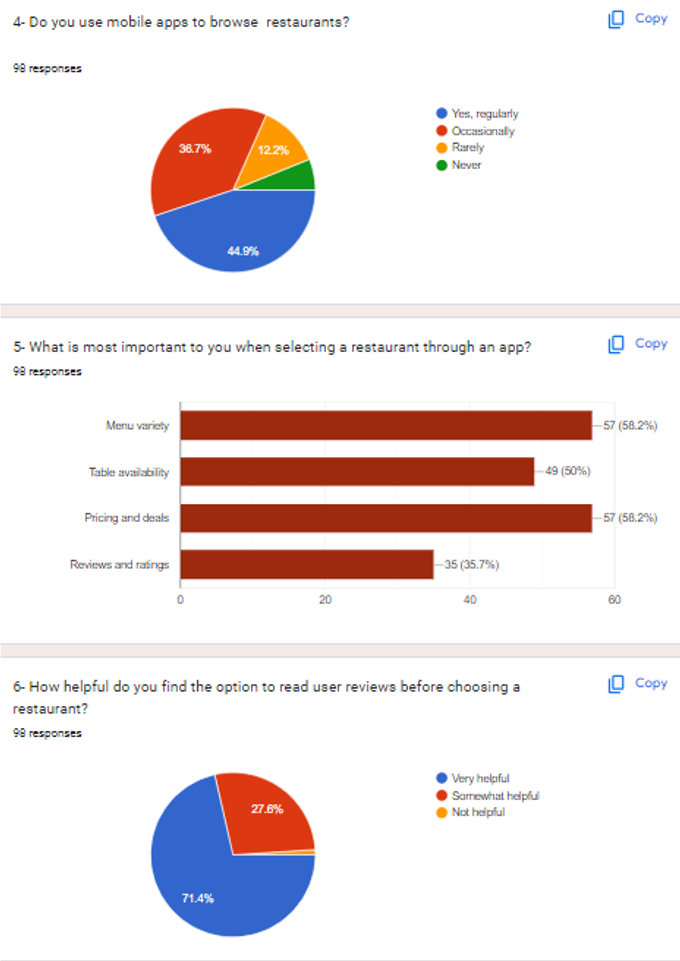 4- Do you use mobile apps to browse restaurants?
Copy
98 responses
Yes, regularly
Occasionally
Rarely
Never
36.7%
12.2%
44.9%
5- What is most important to you when selecting a restaurant through an app?
Copy
98 responses
Menu variety
57 (58.2%)
Table availability
49 (50%)
Pricing and deals
57 (58.2%)
Reviews and ratings
35 (35.7%)
0 20 40 60
6- How helpful do you find the option to read user reviews before choosing a
restaurant?
Copy
98 responses
Very helpful
Somewhat helpful
Not helpful
27.6%
71.4%